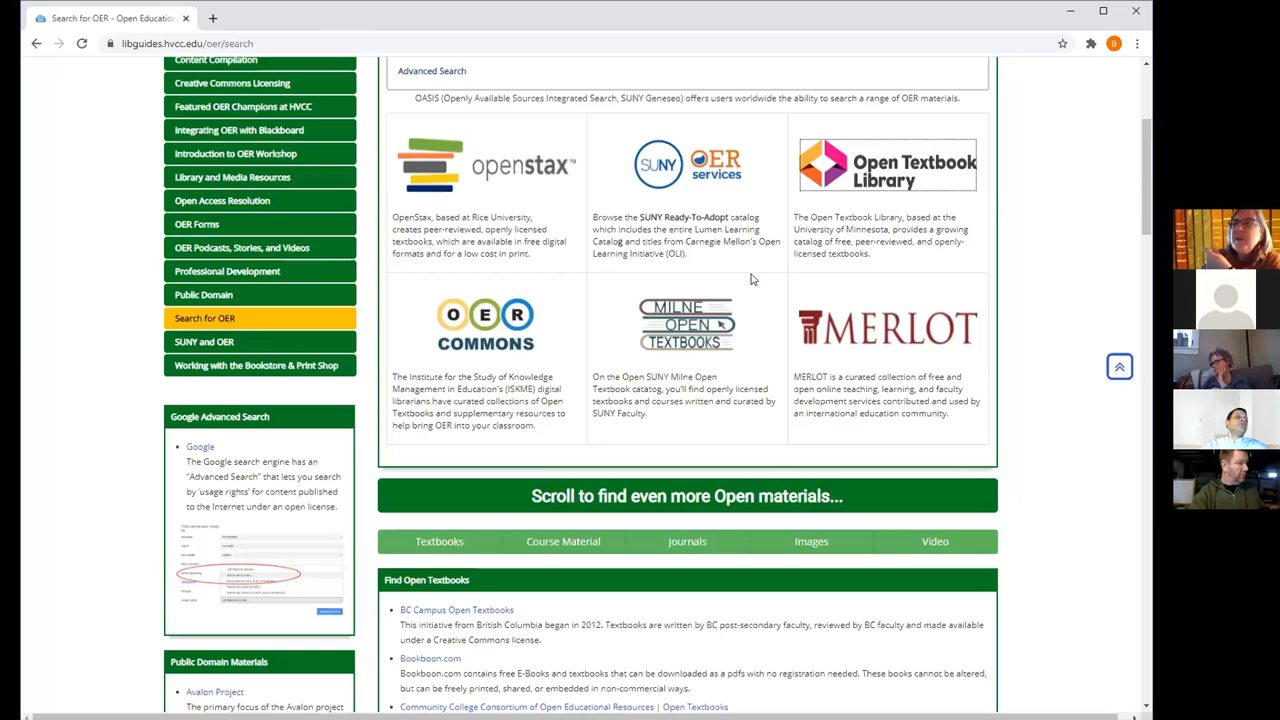 Search for OER - Open Educatio
libguides.hvcc.edu/oer/search
B
Content Compilation
Creative Commons Licensing
Featured OER Champions at HVCC
Integrating OER with Blackboard
Introduction to OER Workshop
Library and Media Resources
Open Access Resolution
OER Forms
OER Podcasts, Stories, and Videos
Professional Development
Public Domain
Search for OER
SUNY and OER
Working with the Bookstore & Print Shop
Google Advanced Search
Google
The Google search engine has an
"Advanced Search" that lets you search
by 'usage rights' for content published
to the Internet under an open license.
Public Domain Materials
Avalon Project
The primary focus of the Avalon project
Advanced Search
OASIS (Openly Available Sources Integrated Search, SUNY Geneseo) offers users worldwide the ability to search a range of OER materials.
openstax™
OpenStax, based at Rice University,
creates peer-reviewed, openly licensed
textbooks, which are available in free digital
formats and for a low cost in print.
SUNY OER
services
Browse the SUNY Ready-To-Adopt catalog
which includes the entire Lumen Learning
Catalog and titles from Carnegie Mellon's Open
Learning Initiative (OLI).
Open Textbook
Library
The Open Textbook Library, based at the
University of Minnesota, provides a growing
catalog of free, peer-reviewed, and openly-
licensed textbooks.
OER
COMMONS
The Institute for the Study of Knowledge
Management in Education's (ISKME) digital
librarians have curated collections of Open
Textbooks and supplementary resources to
help bring OER into your classroom.
MILNE
OPEN
TEXTBOOKS
On the Open SUNY Milne Open
Textbook catalog, you'll find openly licensed
textbooks and courses written and curated by
SUNY Faculty.
MERLOT
MERLOT is a curated collection of free and
open online teaching, learning, and faculty
development services contributed and used by
an international education community.
Scroll to find even more Open materials...
Textbooks Course Material Journals Images Video
Find Open Textbooks
BC Campus Open Textbooks
This initiative from British Columbia began in 2012. Textbooks are written by BC post-secondary faculty, reviewed by BC faculty and made available
under a Creative Commons license.
Bookboon.com
Bookboon.com contains free E-Books and textbooks that can be downloaded as a pdfs with no registration needed. These books cannot be altered,
but can be freely printed, shared, or embedded in non-commercial ways.
Community College Consortium of Open Educational Resources | Open Textbooks